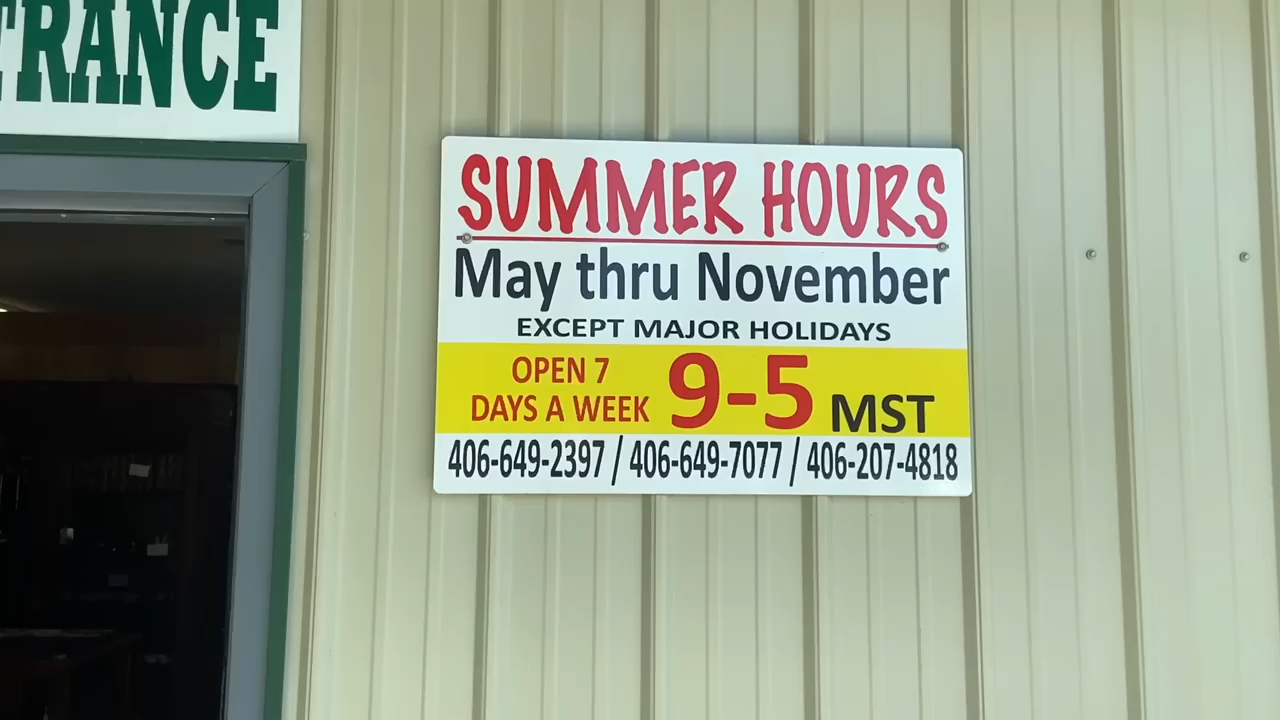 TRANCE
SUMMER HOURS
May thru November
EXCEPT MAJOR HOLIDAYS
OPEN 7
DAYS A WEEK
9-5 MST
406-649-2397 / 406-649-7077 / 406-207-4818